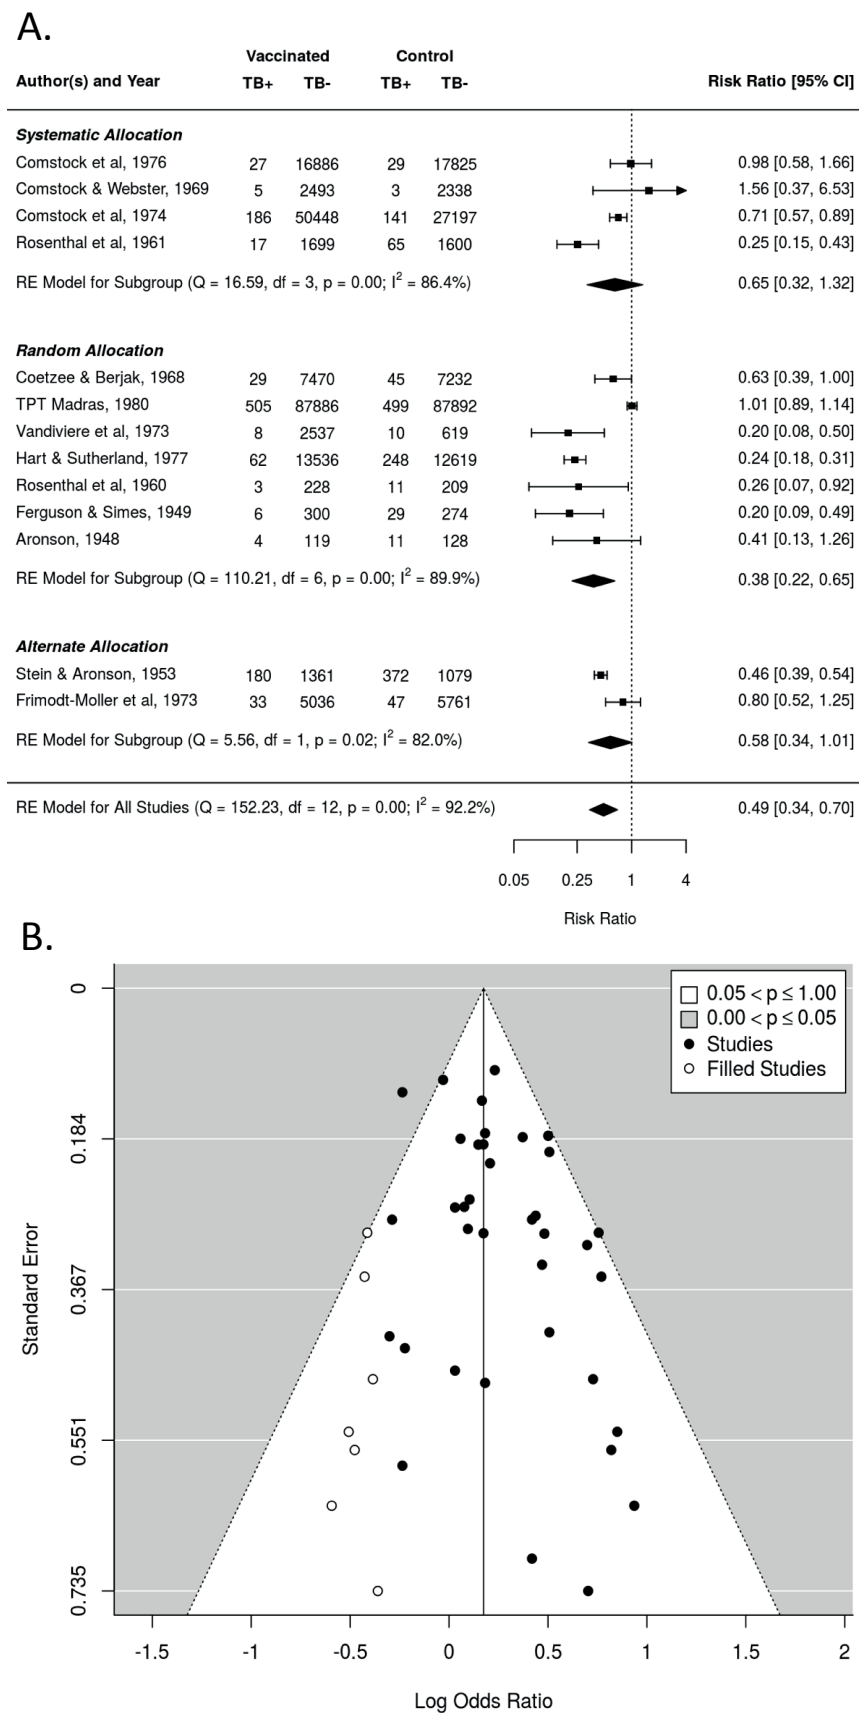 A.
Vaccinated Control
Author(s) and Year TB+ TB- TB+ TB- Risk Ratio [95% CI]
Systematic Allocation
Comstock et al, 1976 27 16886 29 17825 0.98 [0.58, 1.66]
Comstock & Webster, 1969 5 2493 3 2338 1.56 [0.37, 6.53]
Comstock et al, 1974 186 50448 141 27197 0.71 [0.57, 0.89]
Rosenthal et al, 1961 17 1699 65 1600 0.25 [0.15, 0.43]
RE Model for Subgroup (Q = 16.59, df = 3, p = 0.00; I² = 86.4%) 0.65 [0.32, 1.32]
Random Allocation
Coetzee & Berjak, 1968 29 7470 45 7232 0.63 [0.39, 1.00]
TPT Madras, 1980 505 87886 499 87892 1.01 [0.89, 1.14]
Vandiviere et al, 1973 8 2537 10 619 0.20 [0.08, 0.50]
Hart & Sutherland, 1977 62 13536 248 12619 0.24 [0.18, 0.31]
Rosenthal et al, 1960 3 228 11 209 0.26 [0.07, 0.92]
Ferguson & Simes, 1949 6 300 29 274 0.20 [0.09, 0.49]
Aronson, 1948 4 119 11 128 0.41 [0.13, 1.26]
RE Model for Subgroup (Q = 110.21, df = 6, p = 0.00; I² = 89.9%) 0.38 [0.22, 0.65]
Alternate Allocation
Stein & Aronson, 1953 180 1361 372 1079 0.46 [0.39, 0.54]
Frimodt-Moller et al, 1973 33 5036 47 5761 0.80 [0.52, 1.25]
RE Model for Subgroup (Q = 5.56, df = 1, p = 0.02; I² = 82.0%) 0.58 [0.34, 1.01]
RE Model for All Studies (Q = 152.23, df = 12, p = 0.00; I² = 92.2%) 0.49 [0.34, 0.70]
0.05 0.25 1 4
Risk Ratio
B.
0.05 < p ≤ 1.00
0.00 < p ≤ 0.05
Studies
Filled Studies
Standard Error
0
0.184
0.367
0.551
0.735
-1.5 -1 -0.5 0 0.5 1 1.5 2
Log Odds Ratio